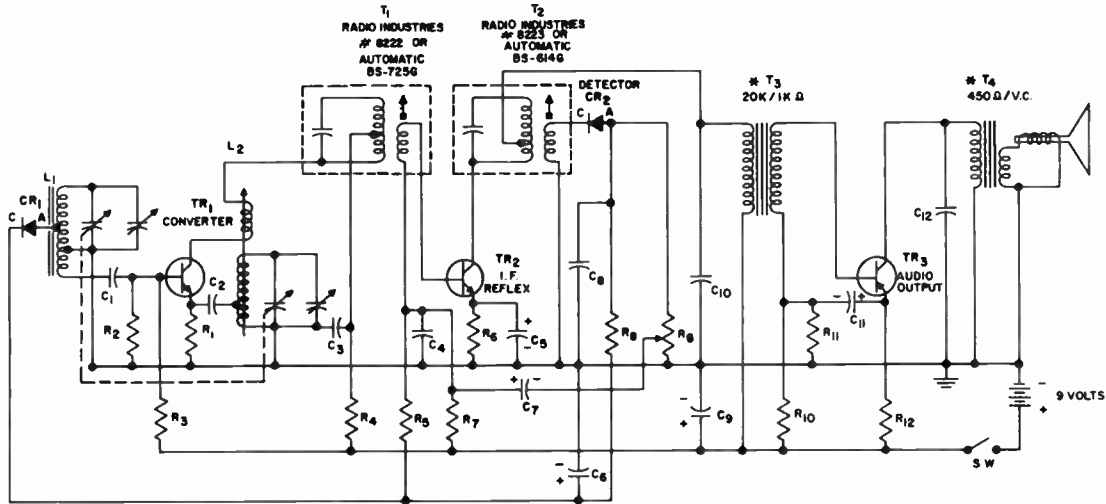 T1
RADIO INDUSTRIES
# 8222 OR
AUTOMATIC
BS-725G
T2
RADIO INDUSTRIES
# 8223 OR
AUTOMATIC
BS-614G
DETECTOR
CR2
C A
* T3
20K/1KΩ
* T4
450Ω/V.C.
L2
L1
CR1
C A
TR1
CONVERTER
C1
C2
R2
R1
C3
TR2
I.F.
REFLEX
C4
R6
+
C5
-
C8
R8
R9
C10
TR3
AUDIO
OUTPUT
C12
- +
C11
R11
+ -
C7
R3
R4
R5
R7
-
C9
+
R10
R12
-
9 VOLTS
+
SW
-
C6
+